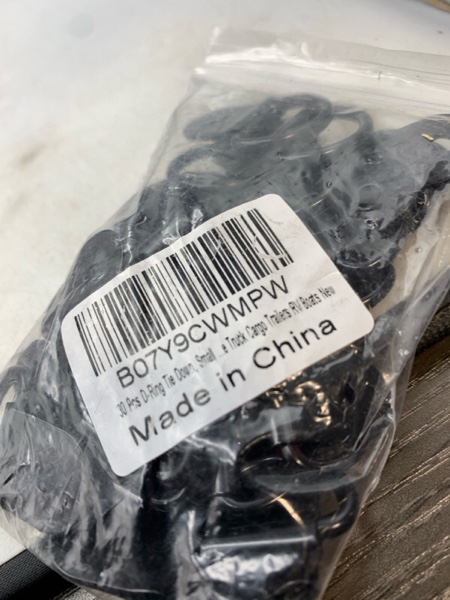 B07Y9CWMPW
30 Pcs D-Ring Tie Down, Small ...s Truck Cargo Trailers RV Boats New
Made in China